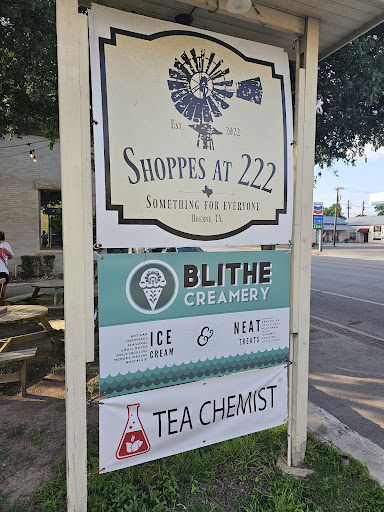 EST. 2022
SHOPPES AT 222
SOMETHING FOR EVERYONE
BOERNE, TX
BLITHE
CREAMERY
ICE & NEAT
CREAM TREATS
TEA CHEMIST